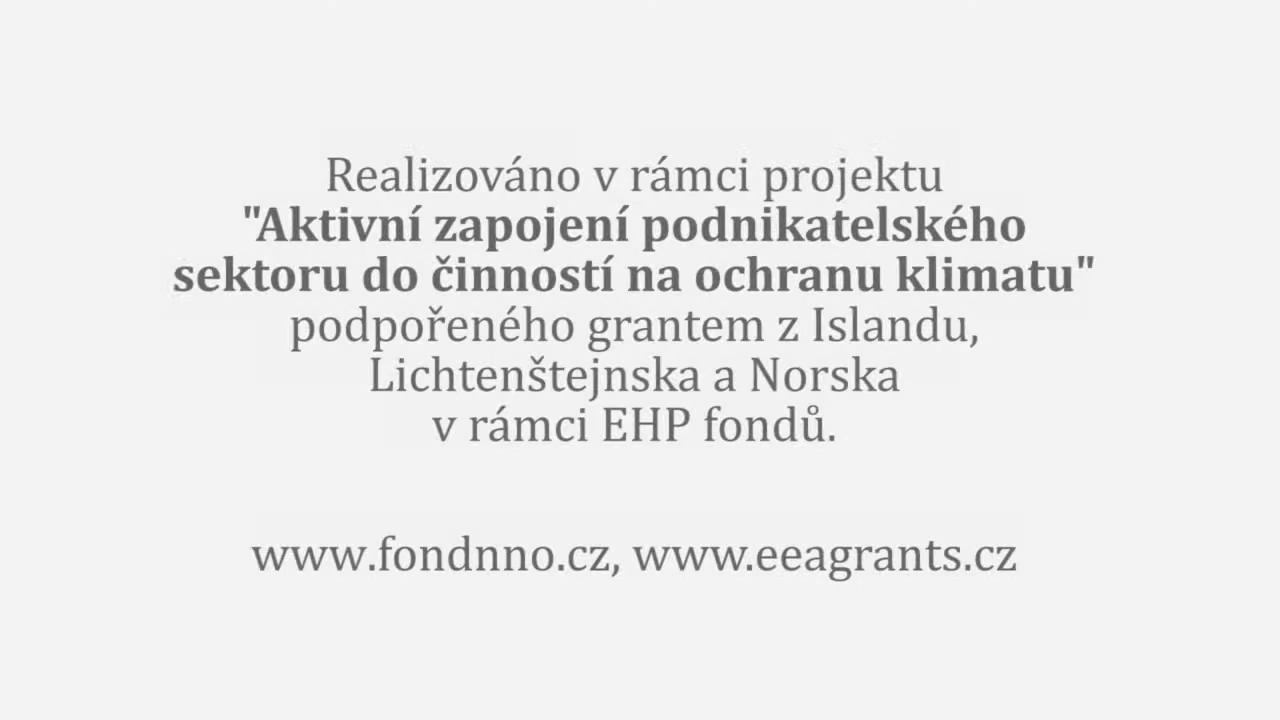 Realizováno v rámci projektu
"Aktivní zapojení podnikatelského
sektoru do činností na ochranu klimatu"
podpořeného grantem z Islandu,
Lichtenštejnska a Norska
v rámci EHP fondů.
www.fondnno.cz, www.eeagrants.cz